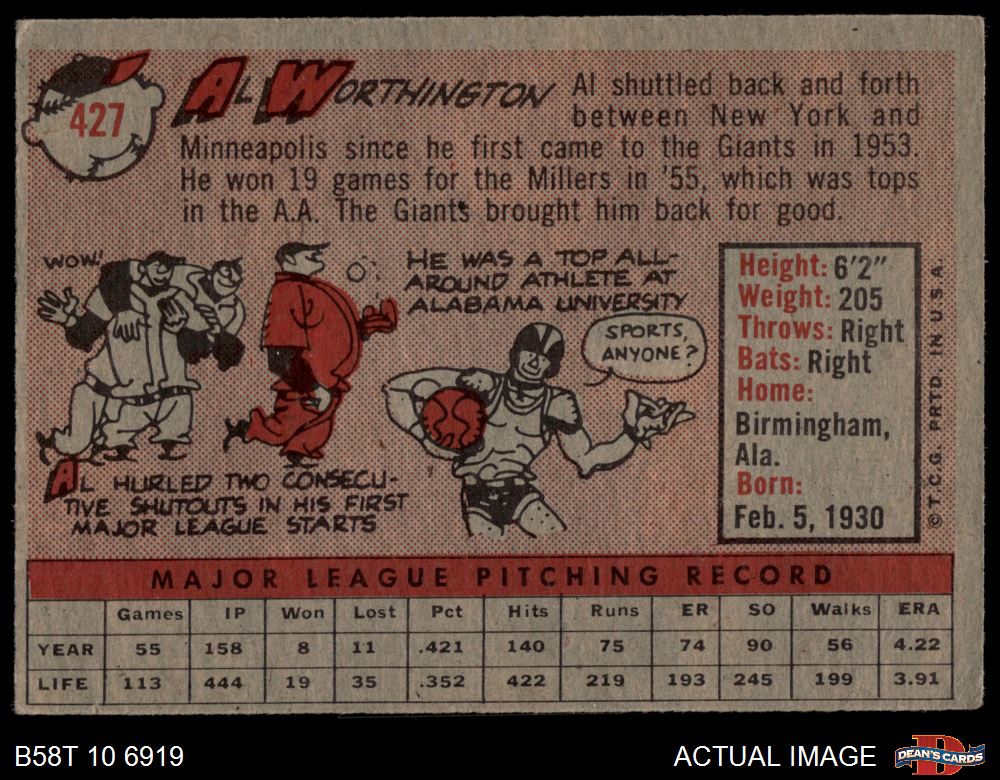 427
AL WORTHINGTON
Al shuttled back and forth
between New York and
Minneapolis since he first came to the Giants in 1953.
He won 19 games for the Millers in '55, which was tops
in the A.A. The Giants brought him back for good.
WOW!
HE WAS A TOP ALL-
AROUND ATHLETE AT
ALABAMA UNIVERSITY
SPORTS,
ANYONE?
AL HURLED TWO CONSECU-
TIVE SHUTOUTS IN HIS FIRST
MAJOR LEAGUE STARTS
Height: 6'2"
Weight: 205
Throws: Right
Bats: Right
Home:
Birmingham,
Ala.
Born:
Feb. 5, 1930
©T.C.G. PRTD. IN U.S.A.
MAJOR LEAGUE PITCHING RECORD
Games IP Won Lost Pct Hits Runs ER SO Walks ERA
YEAR 55 158 8 11 .421 140 75 74 90 56 4.22
LIFE 113 444 19 35 .352 422 219 193 245 199 3.91
B58T 10 6919
ACTUAL IMAGE
D
DEAN'S CARDS